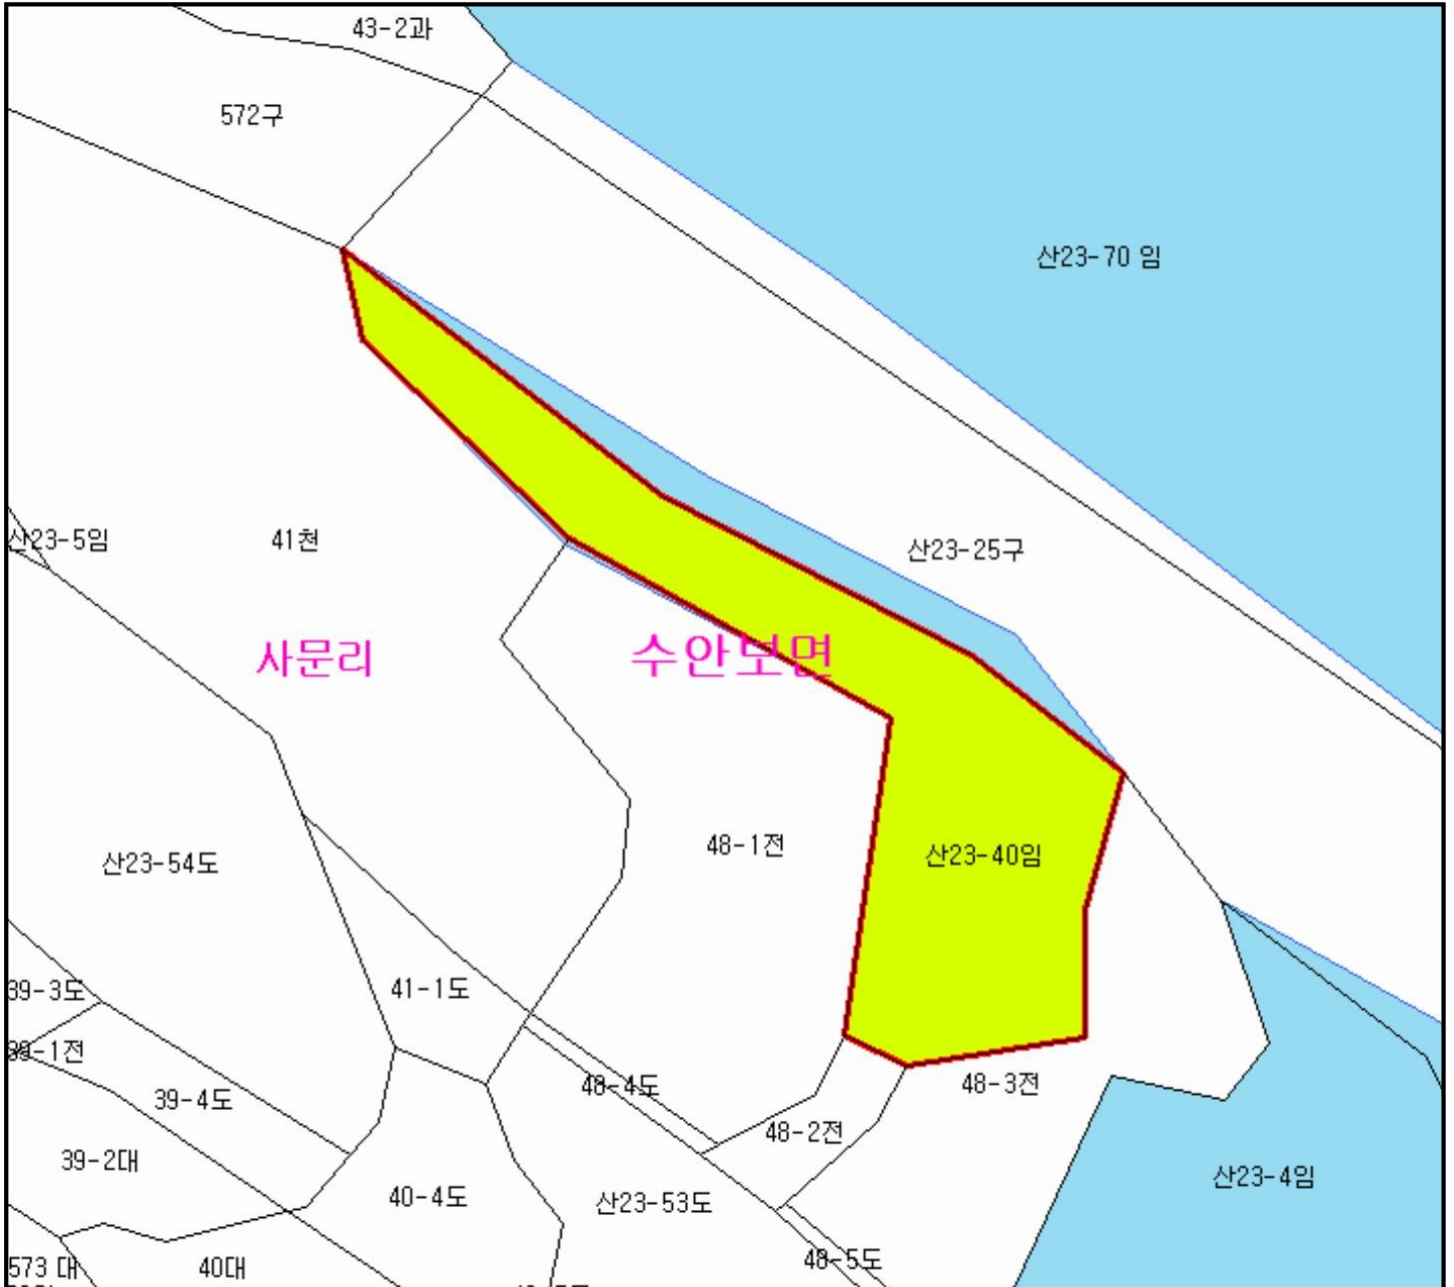 43-2과
572구
산23-70 임
산23-5임
41천
산23-25구
사문리
수안보면
48-1전
산23-40임
산23-54도
39-3도
41-1도
39-1전
39-4도
48-4도
48-3전
48-2전
39-2대
40-4도
산23-53도
산23-4임
573 대
40대
48-5도